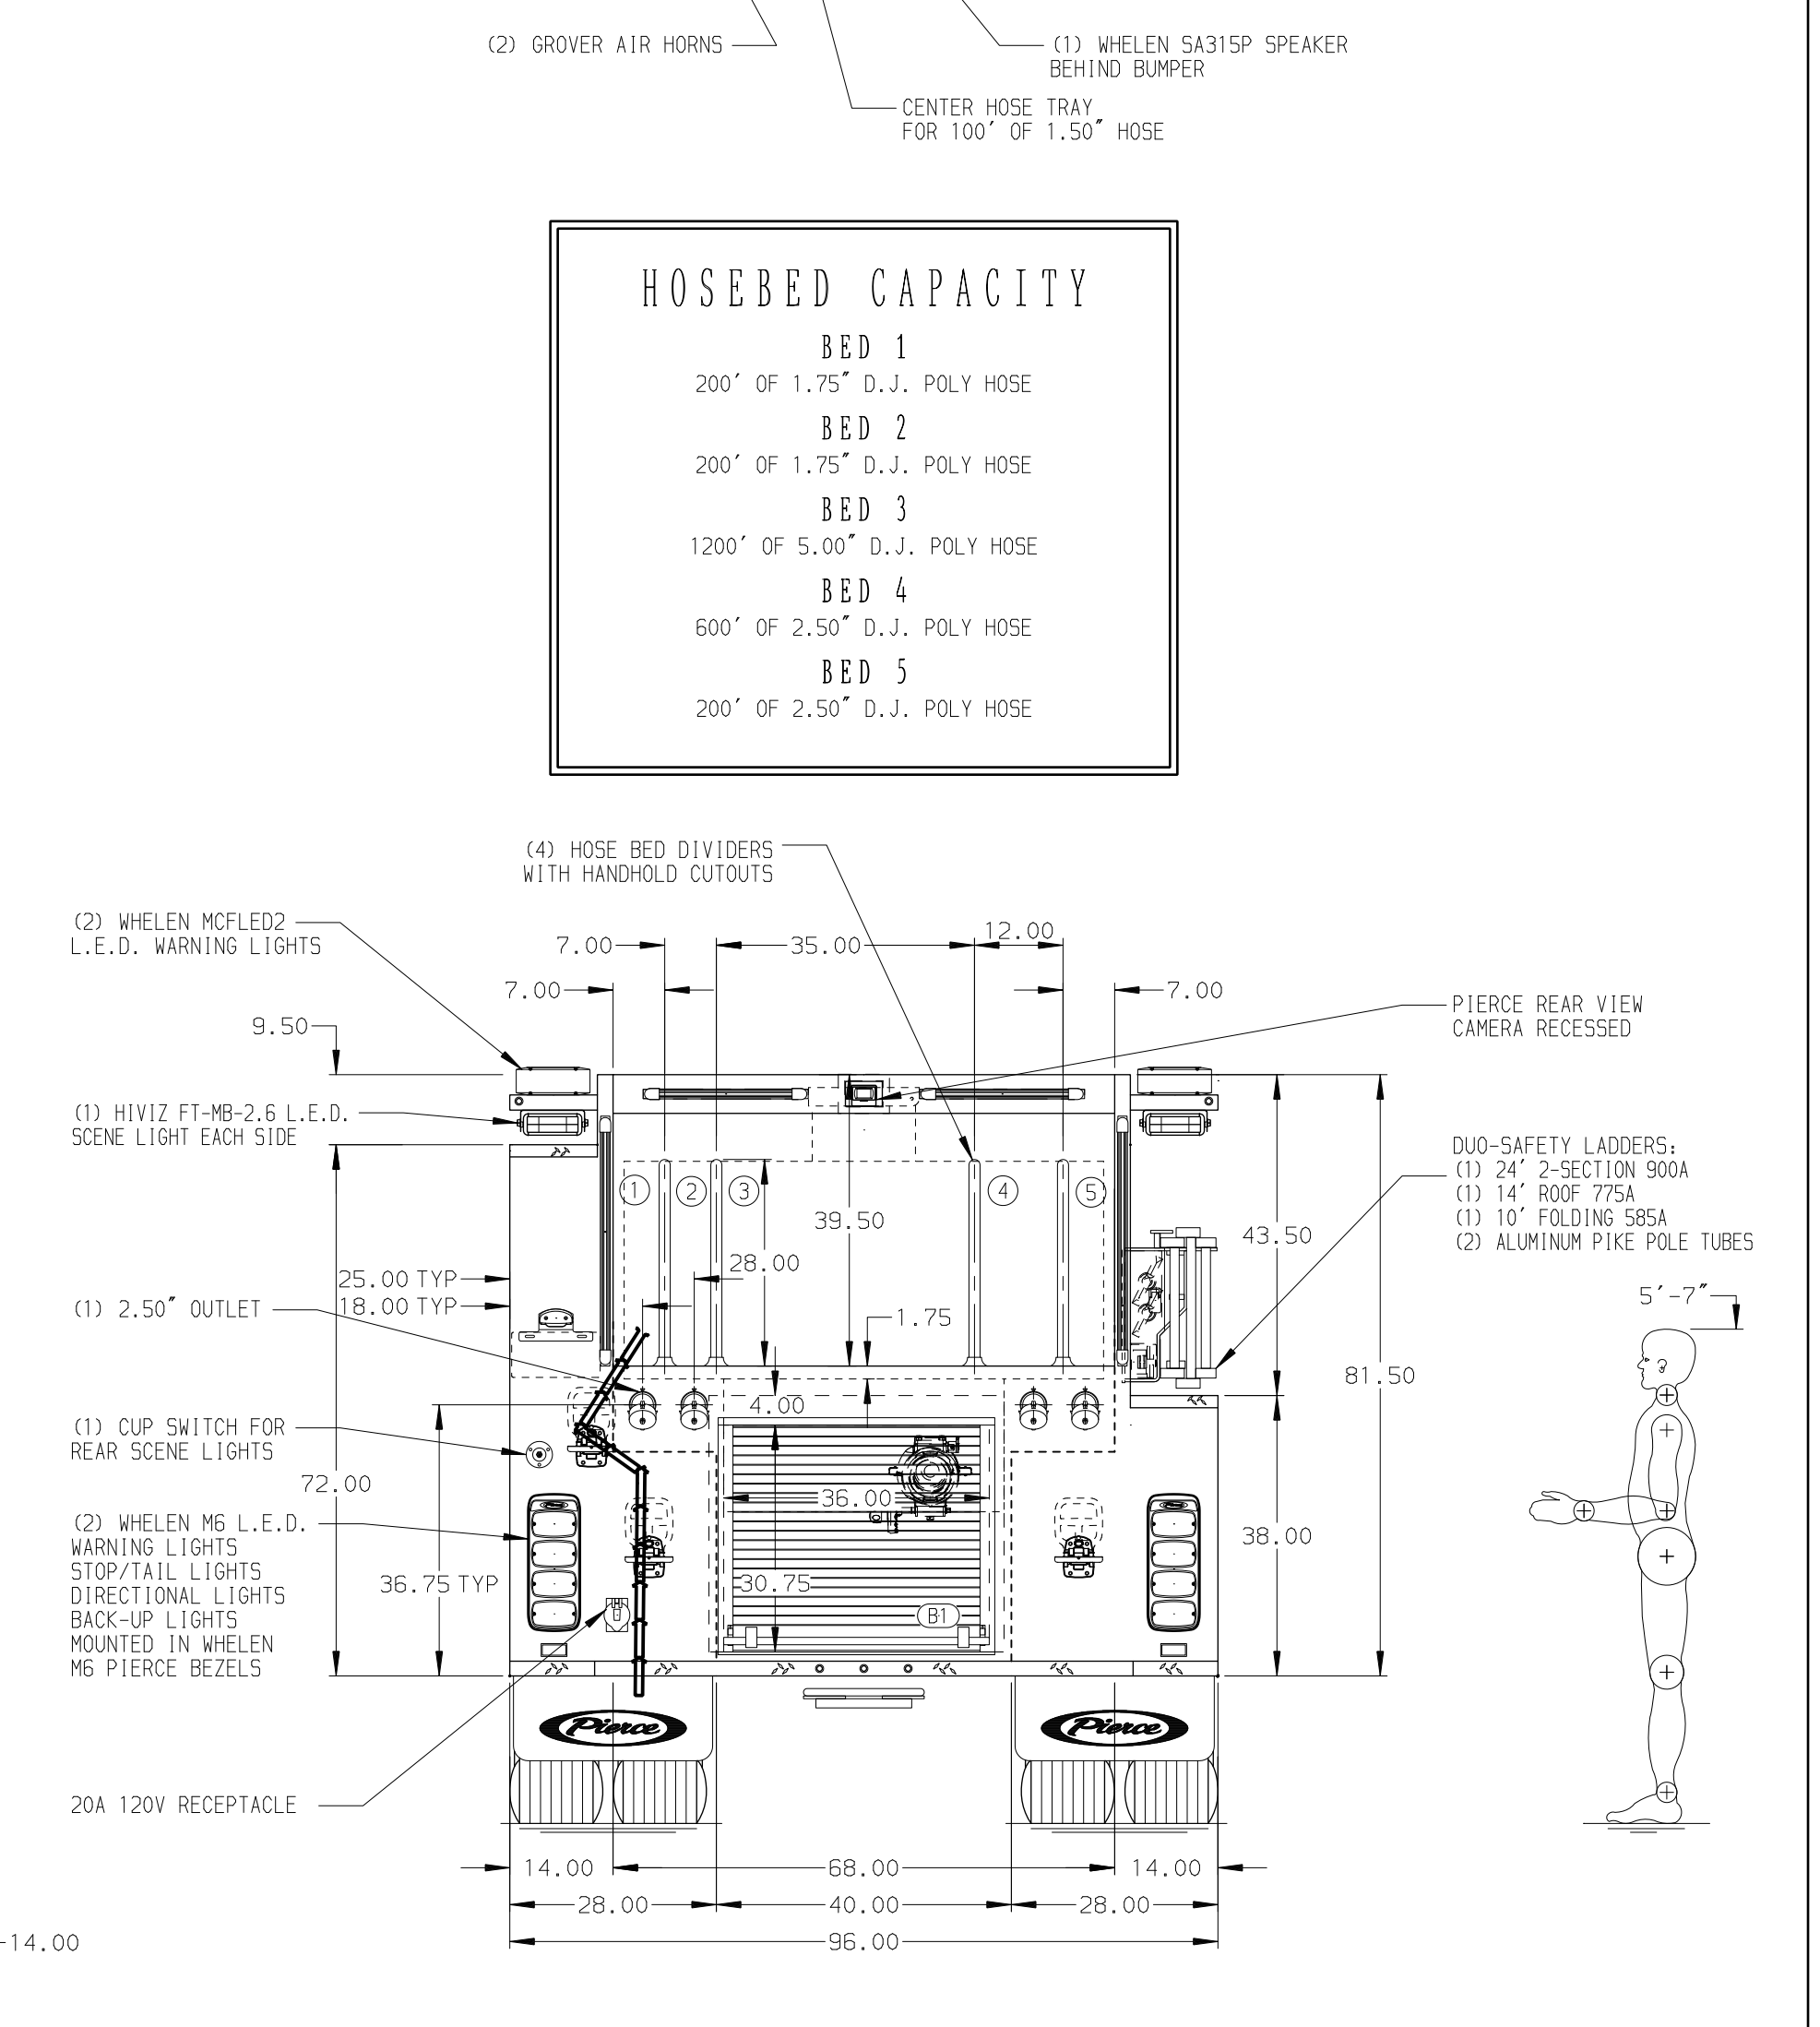 (2) GROVER AIR HORNS
(1) WHELEN SA315P SPEAKER
BEHIND BUMPER
CENTER HOSE TRAY
FOR 100' OF 1.50" HOSE
HOSEBED CAPACITY
BED 1
200' OF 1.75" D.J. POLY HOSE
BED 2
200' OF 1.75" D.J. POLY HOSE
BED 3
1200' OF 5.00" D.J. POLY HOSE
BED 4
600' OF 2.50" D.J. POLY HOSE
BED 5
200' OF 2.50" D.J. POLY HOSE
(4) HOSE BED DIVIDERS
WITH HANDHOLD CUTOUTS
(2) WHELEN MCFLED2
L.E.D. WARNING LIGHTS
7.00
35.00
12.00
7.00
7.00
9.50
PIERCE REAR VIEW
CAMERA RECESSED
(1) HIVIZ FT-MB-2.6 L.E.D.
SCENE LIGHT EACH SIDE
DUO-SAFETY LADDERS:
(1) 24' 2-SECTION 900A
(1) 14' ROOF 775A
(1) 10' FOLDING 585A
(2) ALUMINUM PIKE POLE TUBES
1
2
3
4
5
39.50
43.50
28.00
25.00 TYP
18.00 TYP
(1) 2.50" OUTLET
1.75
5'-7"
81.50
4.00
(1) CUP SWITCH FOR
REAR SCENE LIGHTS
72.00
36.00
(2) WHELEN M6 L.E.D.
WARNING LIGHTS
STOP/TAIL LIGHTS
DIRECTIONAL LIGHTS
BACK-UP LIGHTS
MOUNTED IN WHELEN
M6 PIERCE BEZELS
38.00
36.75 TYP
30.75
B1
Pierce
Pierce
20A 120V RECEPTACLE
14.00
68.00
14.00
28.00
40.00
28.00
96.00
14.00